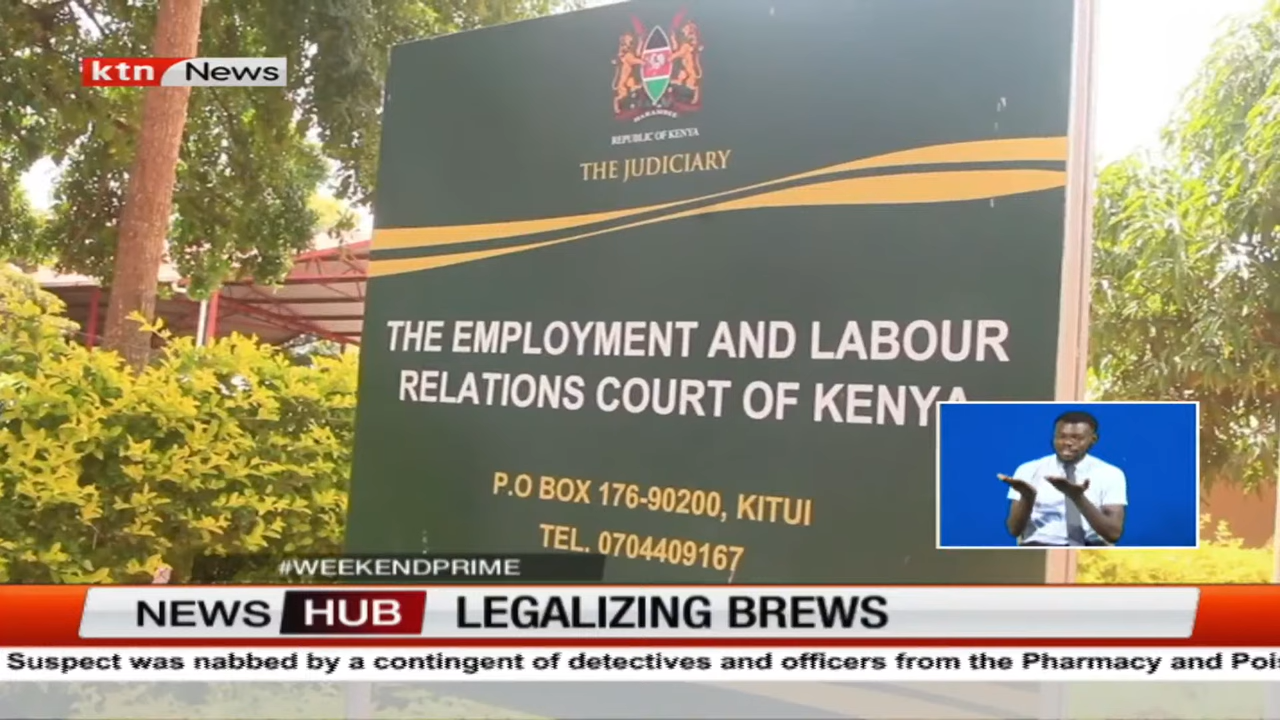 ktn News
HARAMBEE
REPUBLIC OF KENYA
THE JUDICIARY
THE EMPLOYMENT AND LABOUR
RELATIONS COURT OF KENYA
P.O BOX 176-90200, KITUI
TEL. 0704409167
#WEEKENDPRIME
NEWS HUB LEGALIZING BREWS
Suspect was nabbed by a contingent of detectives and officers from the Pharmacy and Pois